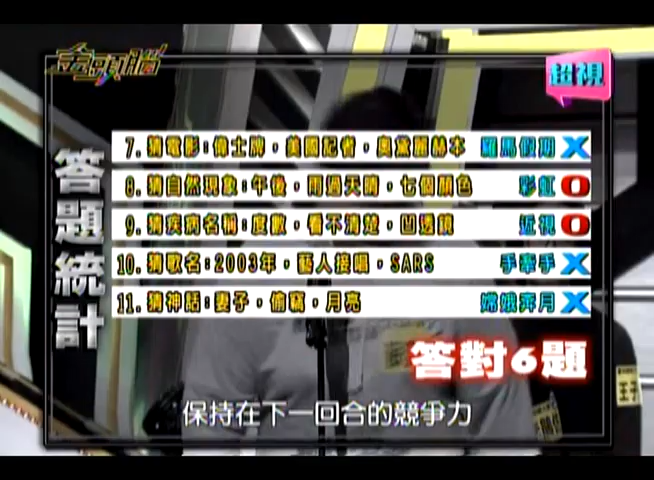 金頭腦
超視
答題統計
7.猜電影:偉士牌，美國記者，奧黛麗赫本 羅馬假期 X
8.猜自然現象:午後，雨過天晴，七個顏色 彩虹 O
9.猜疾病名稱:度數，看不清楚，凹透鏡 近視 O
10.猜歌名:2003年，藝人接唱，SARS 手牽手 X
11.猜神話:妻子，偷竊，月亮 嫦娥奔月 X
答對6題
保持在下一回合的競爭力